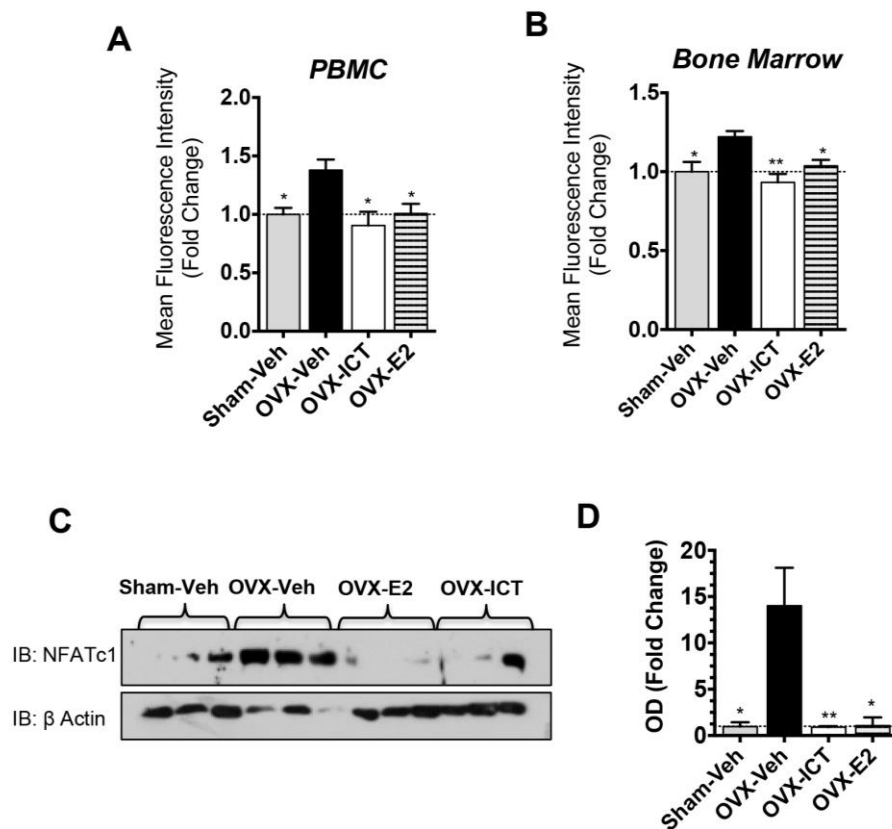 A
PBMC
Mean Fluorescence Intensity
(Fold Change)
2.0
1.5
1.0
0.5
0.0
*
*
*
Sham-Veh
OVX-Veh
OVX-ICT
OVX-E2
B
Bone Marrow
Mean Fluorescence Intensity
(Fold Change)
1.5
1.0
0.5
0.0
*
**
*
Sham-Veh
OVX-Veh
OVX-ICT
OVX-E2
C
Sham-Veh OVX-Veh OVX-E2 OVX-ICT
IB: NFATc1
IB: β Actin
D
OD (Fold Change)
20
15
10
5
2
1
0
*
**
*
Sham-Veh
OVX-Veh
OVX-ICT
OVX-E2